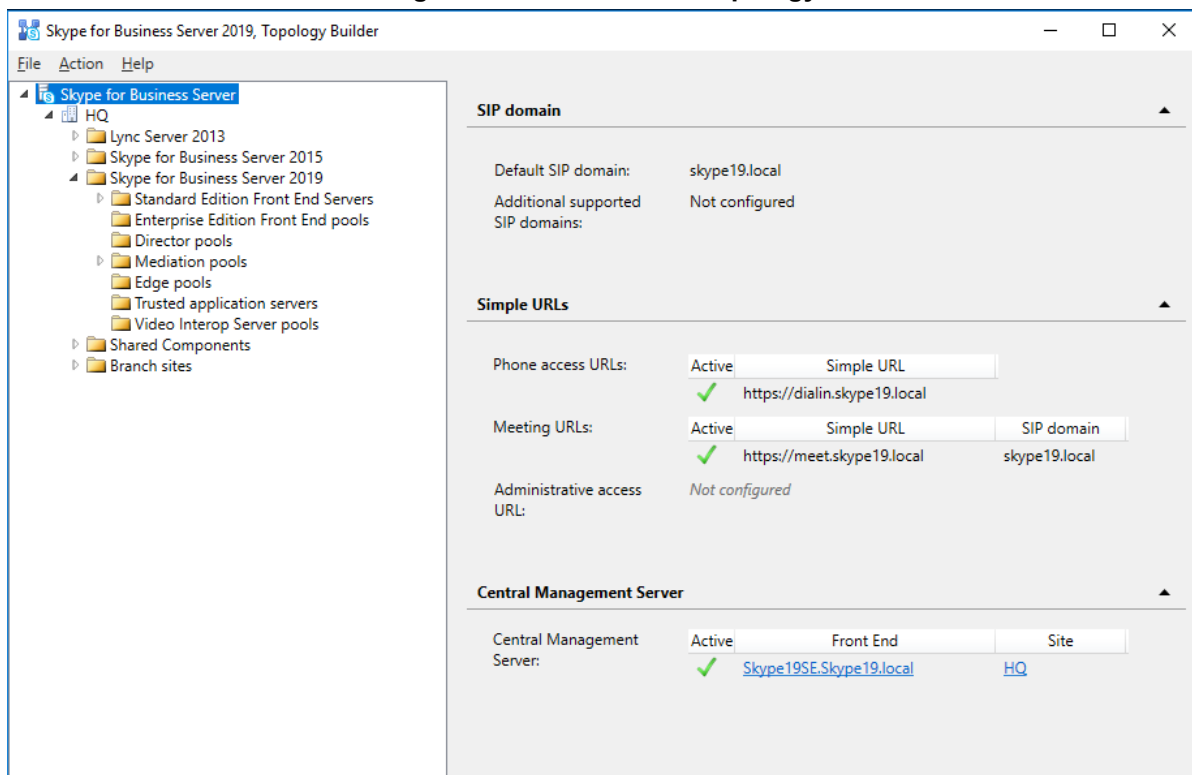 Skype for Business Server 2019, Topology Builder
File Action Help
Skype for Business Server
HQ
Lync Server 2013
Skype for Business Server 2015
Skype for Business Server 2019
Standard Edition Front End Servers
Enterprise Edition Front End pools
Director pools
Mediation pools
Edge pools
Trusted application servers
Video Interop Server pools
Shared Components
Branch sites
SIP domain
Default SIP domain: skype19.local
Additional supported Not configured
SIP domains:
Simple URLs
Phone access URLs: Active Simple URL
https://dialin.skype19.local
Meeting URLs: Active Simple URL SIP domain
https://meet.skype19.local skype19.local
Administrative access Not configured
URL:
Central Management Server
Central Management Active Front End Site
Server: Skype19SE.Skype19.local HQ